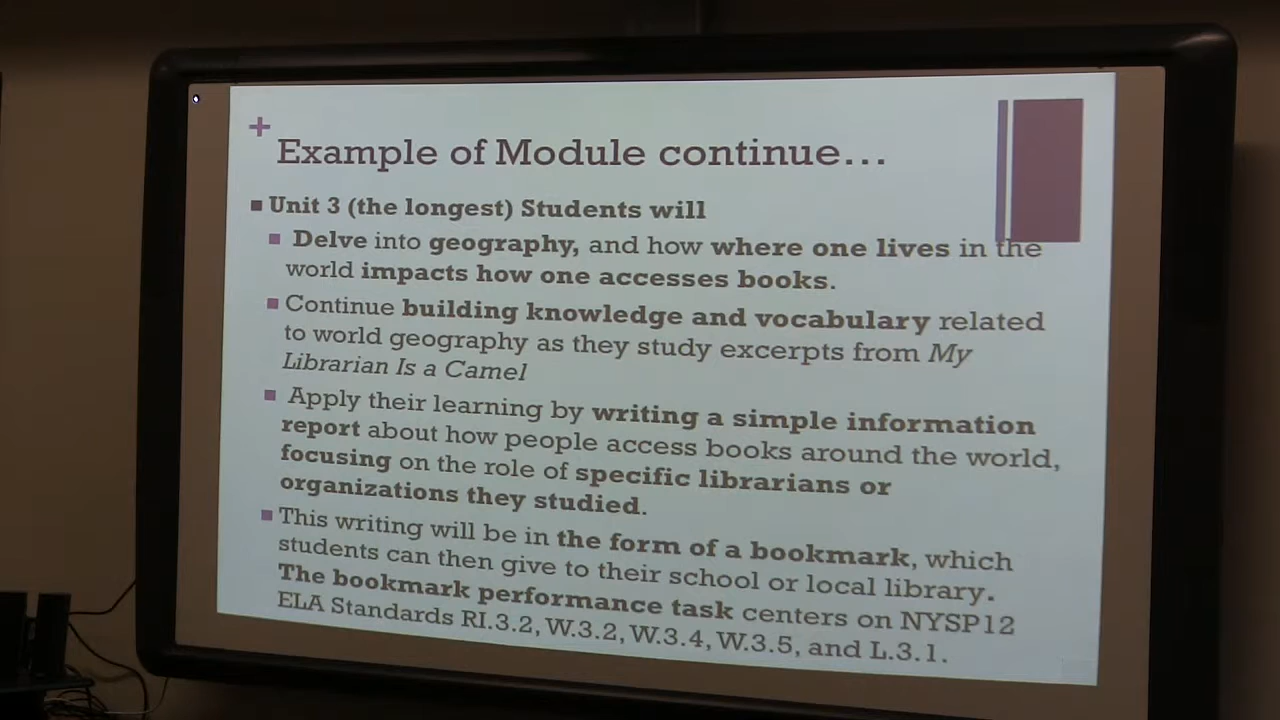 +
Example of Module continue...
Unit 3 (the longest) Students will
Delve into geography, and how where one lives in the
world impacts how one accesses books.
Continue building knowledge and vocabulary related
to world geography as they study excerpts from My
Librarian Is a Camel
Apply their learning by writing a simple information
report about how people access books around the world,
focusing on the role of specific librarians or
organizations they studied.
This writing will be in the form of a bookmark, which
students can then give to their school or local library.
The bookmark performance task centers on NYSP12
ELA Standards RI.3.2, W.3.2, W.3.4, W.3.5, and L.3.1.